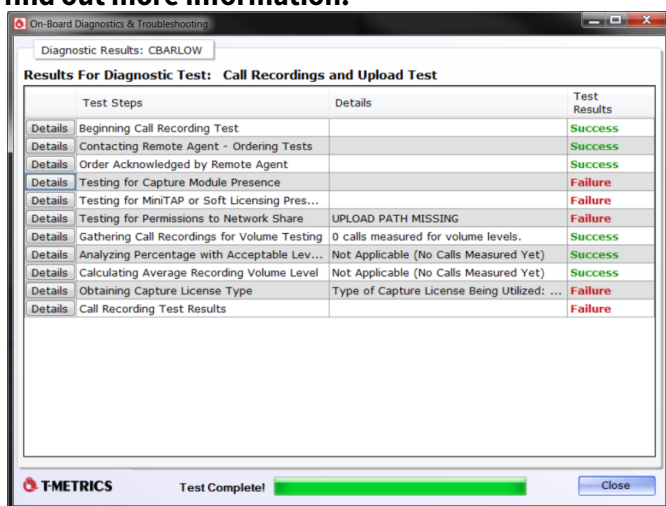 find out more information.
On-Board Diagnostics & Troubleshooting
Diagnostic Results: CBARLOW
Results For Diagnostic Test: Call Recordings and Upload Test
Test Steps Details Test Results
Details Beginning Call Recording Test Success
Details Contacting Remote Agent - Ordering Tests Success
Details Order Acknowledged by Remote Agent Success
Details Testing for Capture Module Presence Failure
Details Testing for MiniTAP or Soft Licensing Pres... Failure
Details Testing for Permissions to Network Share UPLOAD PATH MISSING Failure
Details Gathering Call Recordings for Volume Testing 0 calls measured for volume levels. Success
Details Analyzing Percentage with Acceptable Lev... Not Applicable (No Calls Measured Yet) Success
Details Calculating Average Recording Volume Level Not Applicable (No Calls Measured Yet) Success
Details Obtaining Capture License Type Type of Capture License Being Utilized: ... Failure
Details Call Recording Test Results Failure
T-METRICS Test Complete! Close